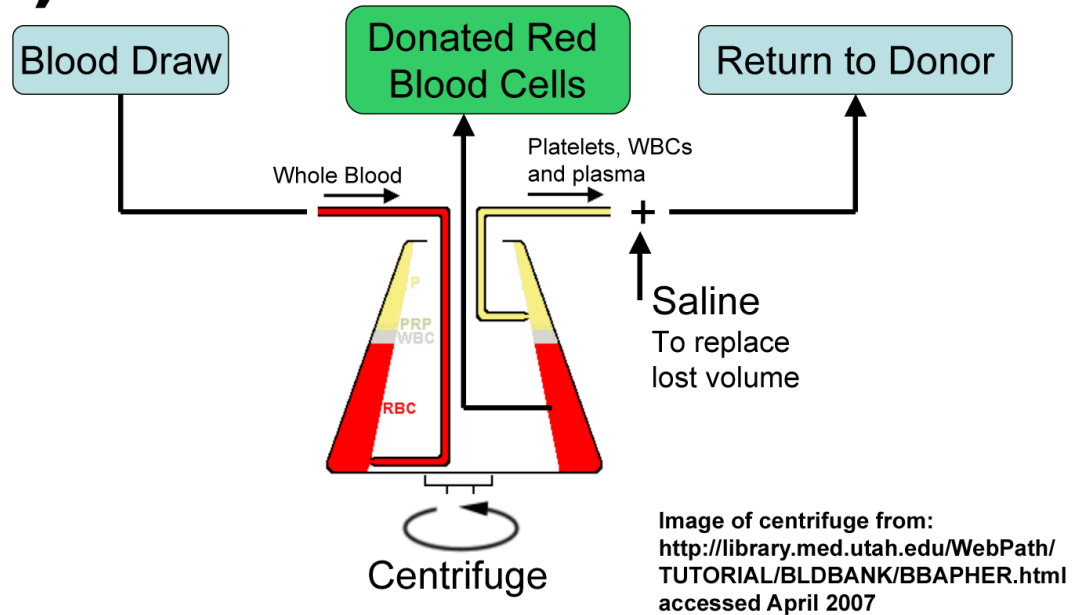 Blood Draw
Donated Red
Blood Cells
Return to Donor
Whole Blood
Platelets, WBCs
and plasma
+
P
PRP
WBC
RBC
Saline
To replace
lost volume
Centrifuge
Image of centrifuge from:
http://library.med.utah.edu/WebPath/
TUTORIAL/BLDBANK/BBAPHER.html
accessed April 2007